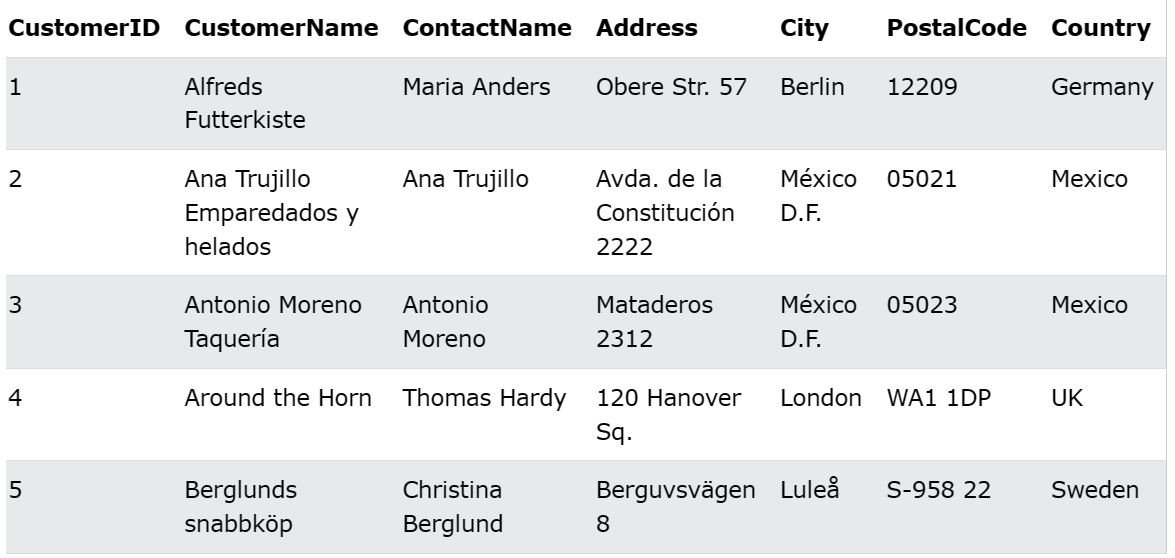 CustomerID CustomerName ContactName Address City PostalCode Country
1 Alfreds Maria Anders Obere Str. 57 Berlin 12209 Germany
Futterkiste
2 Ana Trujillo Ana Trujillo Avda. de la México 05021 Mexico
Emparedados y Constitución D.F.
helados 2222
3 Antonio Moreno Antonio Mataderos México 05023 Mexico
Taquería Moreno 2312 D.F.
4 Around the Horn Thomas Hardy 120 Hanover London WA1 1DP UK
Sq.
5 Berglunds Christina Berguvsvägen Luleå S-958 22 Sweden
snabbköp Berglund 8